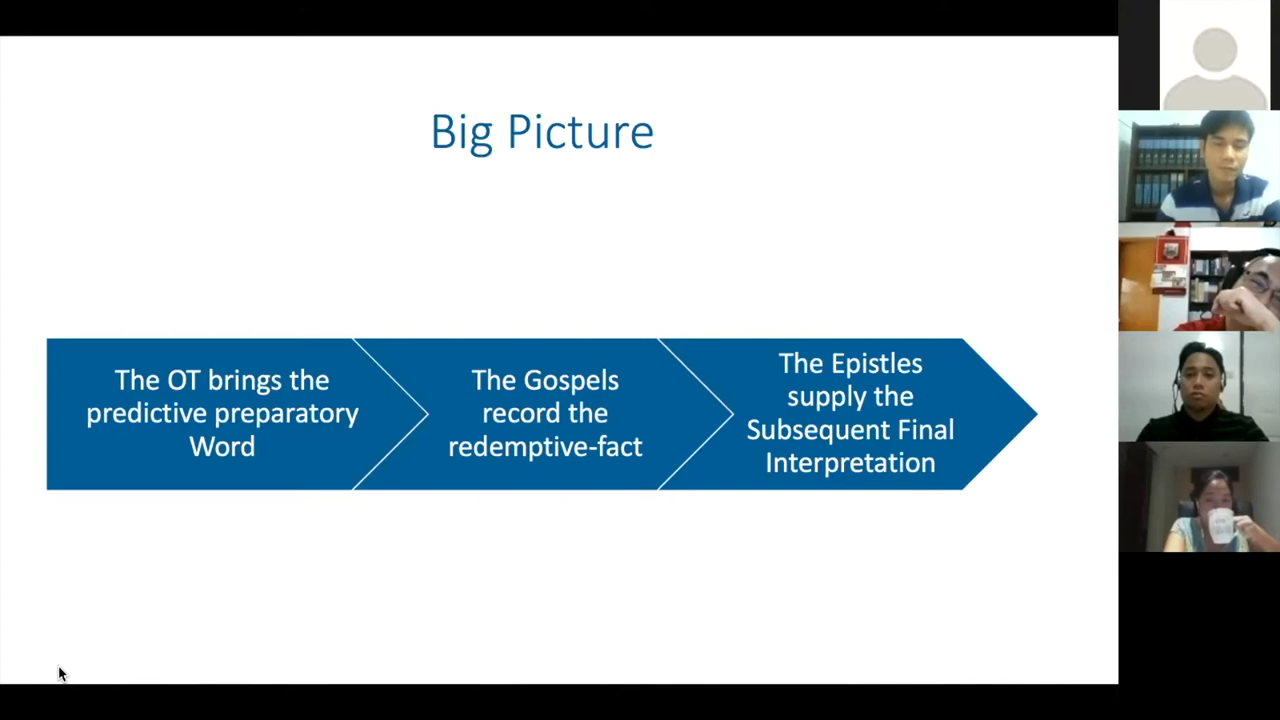 Big Picture
The OT brings the
predictive preparatory
Word
The Gospels
record the
redemptive-fact
The Epistles
supply the
Subsequent Final
Interpretation